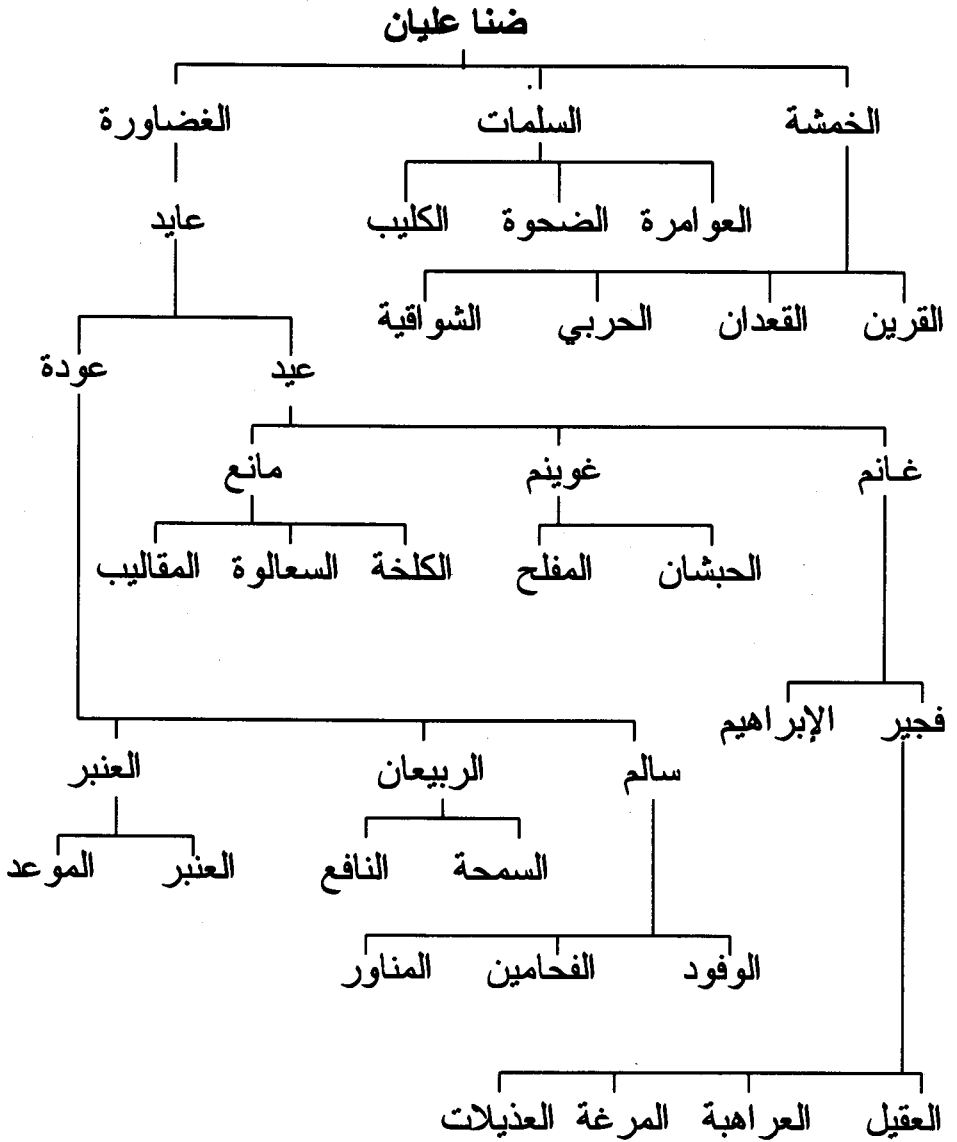 ضنا عليان
الخمشة السلمات الغضاورة
العوامرة الضحوة الكليب عايد
القرين القعدان الحربي الشواقية
عيد عودة
غانم غوينم مانع
الحبشان المفلح الكلخة السعالوة المقاليب
فجير الإبراهيم
سالم الربيعان العنبر
السمحة النافع العنبر الموعد
الوفود الفحامين المناور
العقيل العراهبة المرغة العذيلات